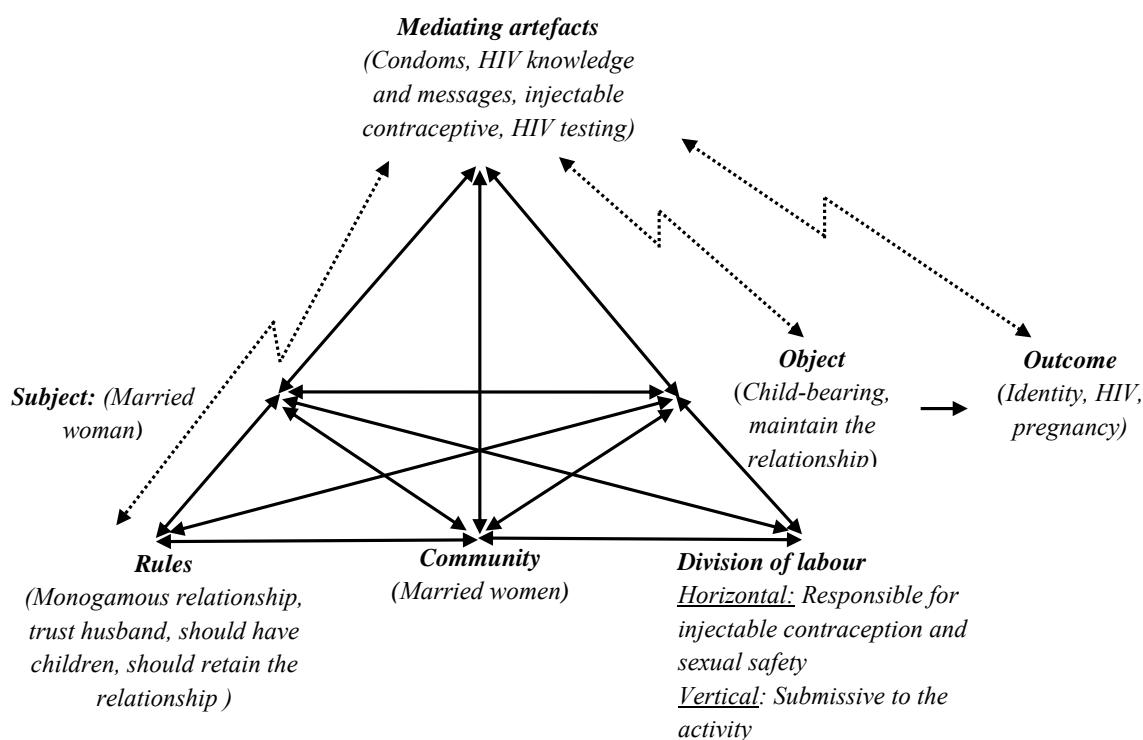 Mediating artefacts
(Condoms, HIV knowledge
and messages, injectable
contraceptive, HIV testing)
Subject: (Married
woman)
Object
(Child-bearing,
maintain the
relationship)
Outcome
(Identity, HIV,
pregnancy)
Rules
(Monogamous relationship,
trust husband, should have
children, should retain the
relationship )
Community
(Married women)
Division of labour
Horizontal: Responsible for
injectable contraception and
sexual safety
Vertical: Submissive to the
activity